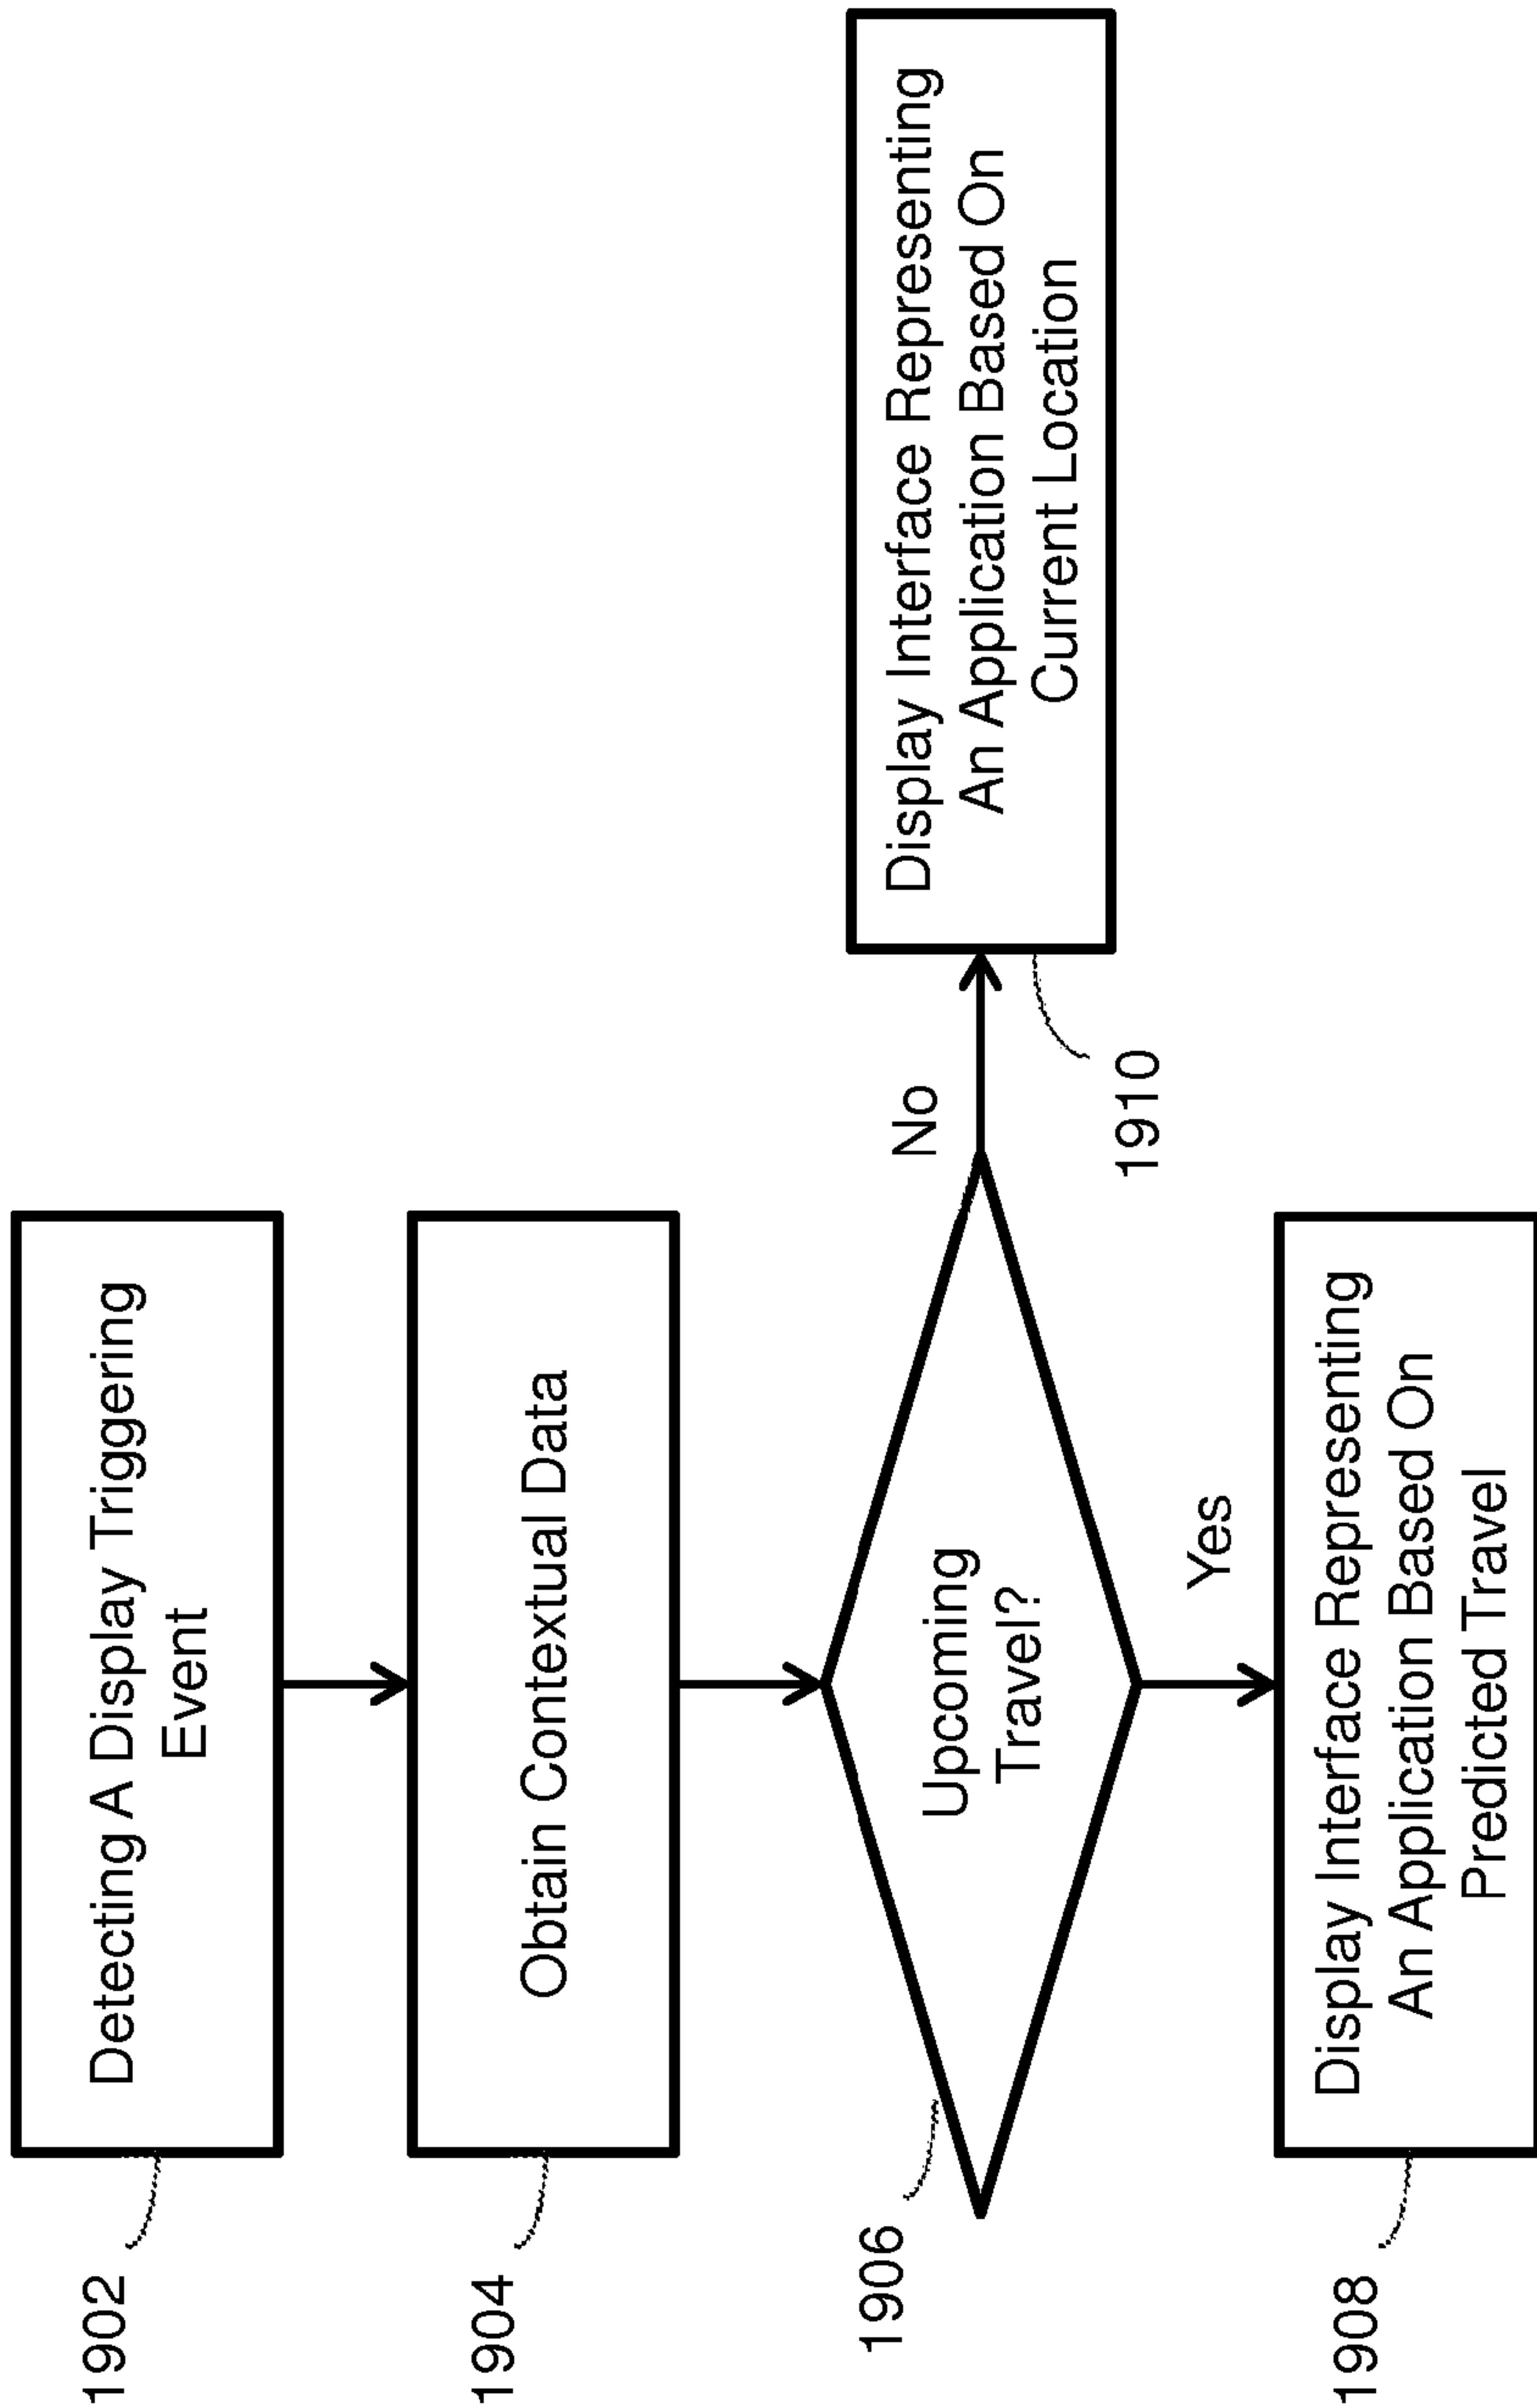 1902
Detecting A Display Triggering
Event
1904
Obtain Contextual Data
1906
Upcoming
Travel?
No
1910
Display Interface Representing
An Application Based On
Current Location
Yes
1908
Display Interface Representing
An Application Based On
Predicted Travel